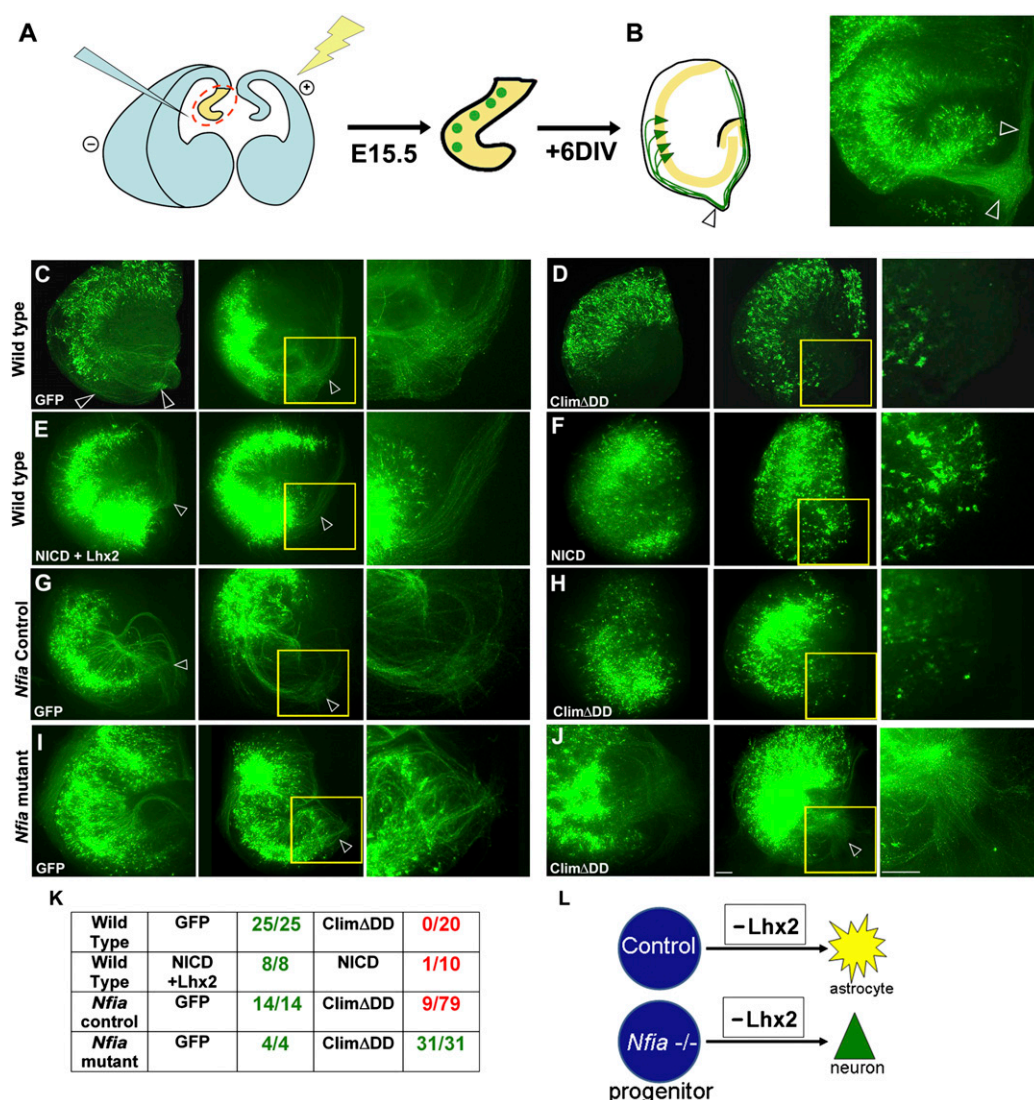 A
B
+
−
E15.5
+6DIV
Wild type
C
GFP
D
ClimΔDD
Wild type
E
NICD + Lhx2
F
NICD
Nfia Control
G
GFP
H
ClimΔDD
Nfia mutant
I
GFP
J
ClimΔDD
K
Wild Type GFP 25/25 ClimΔDD 0/20
Wild Type NICD +Lhx2 8/8 NICD 1/10
Nfia control GFP 14/14 ClimΔDD 9/79
Nfia mutant GFP 4/4 ClimΔDD 31/31
L
Control
−Lhx2
astrocyte
Nfia -/-
−Lhx2
neuron
progenitor